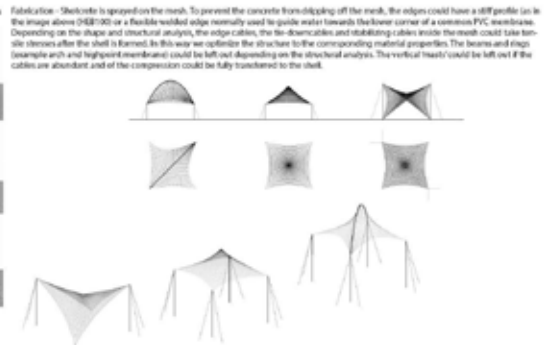 Fabrication - Shotcrete is sprayed on the mesh. To prevent the concrete from dripping off the mesh, the edges could have a stiff profile (as in
the image above (HEB100) or a flexible welded edge normally used to guide water towards the lower corner of a common PVC membrane.
Depending on the shape and structural analysis, the edge cables, the tie-downcables and stabilizing cables inside the mesh could take ten-
sile stresses after the shell is formed. In this way we optimize the structure to the corresponding material properties. The beams and rings
(example arch and highpoint membrane) could be left out depending on the structural analysis. The vertical 'masts' could be left out if the
cables are abundant and of the compression could be fully transferred to the shell.